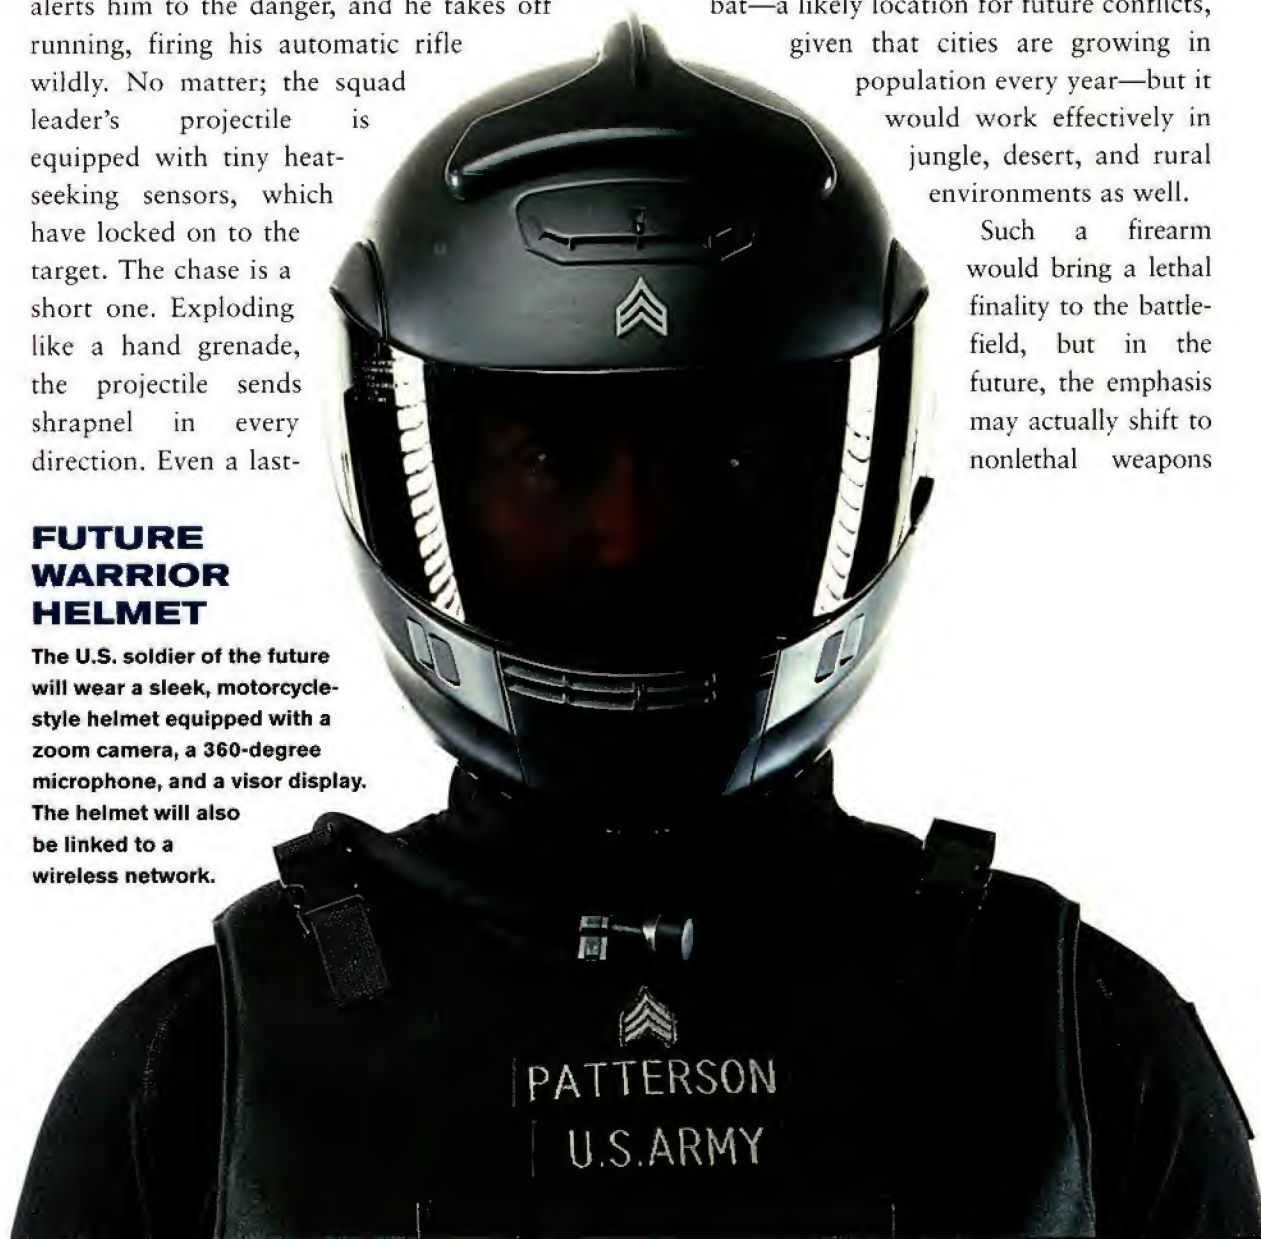 alerts him to the danger, and he takes off
running, firing his automatic rifle
wildly. No matter; the squad
leader's projectile is
equipped with tiny heat-
seeking sensors, which
have locked on to the
target. The chase is a
short one. Exploding
like a hand grenade,
the projectile sends
shrapnel in every
direction. Even a last-
FUTURE
WARRIOR
HELMET
The U.S. soldier of the future
will wear a sleek, motorcycle-
style helmet equipped with a
zoom camera, a 360-degree
microphone, and a visor display.
The helmet will also
be linked to a
wireless network.
bat—a likely location for future conflicts,
given that cities are growing in
population every year—but it
would work effectively in
jungle, desert, and rural
environments as well.
Such a firearm
would bring a lethal
finality to the battle-
field, but in the
future, the emphasis
may actually shift to
nonlethal weapons
PATTERSON
U.S.ARMY